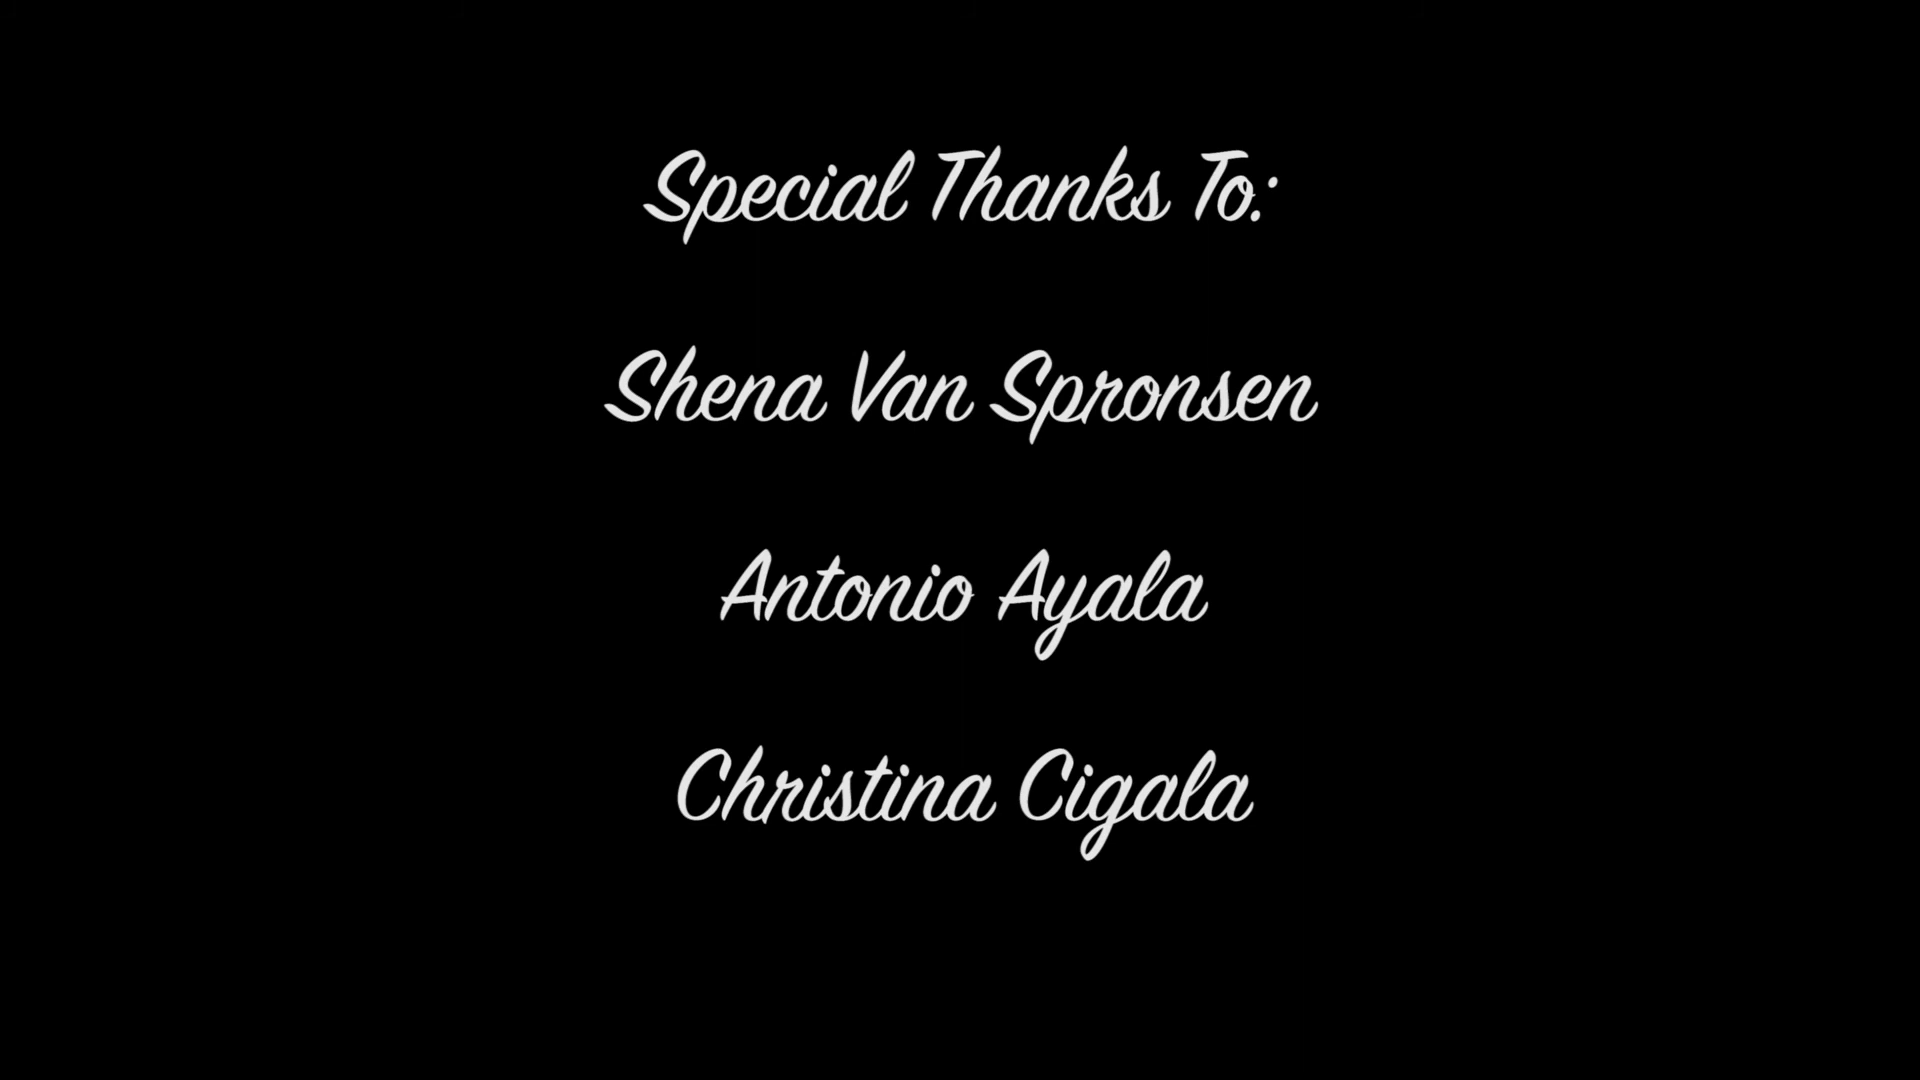 Special Thanks To:
Shena Van Spronsen
Antonio Ayala
Christina Cigala